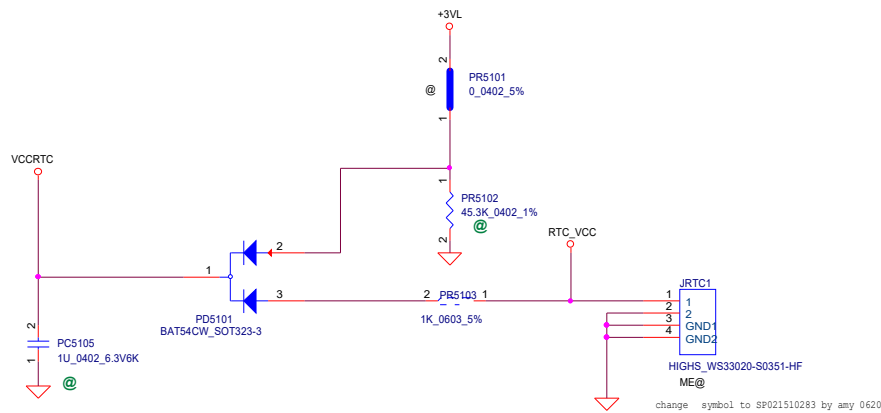 +3VL
2
PR5101
@
0_0402_5%
1
VCCRTC
1
PR5102
45.3K_0402_1%
2
@
RTC_VCC
2
1
JRTC1
3
2
PR5103
1
1
1
2
2
3
GND1
4
GND2
PD5101
BAT54CW_SOT323-3
1K_0603_5%
2
PC5105
1U_0402_6.3V6K
1
@
HIGHS_WS33020-S0351-HF
ME@
change symbol to SP021510283 by amy 0620